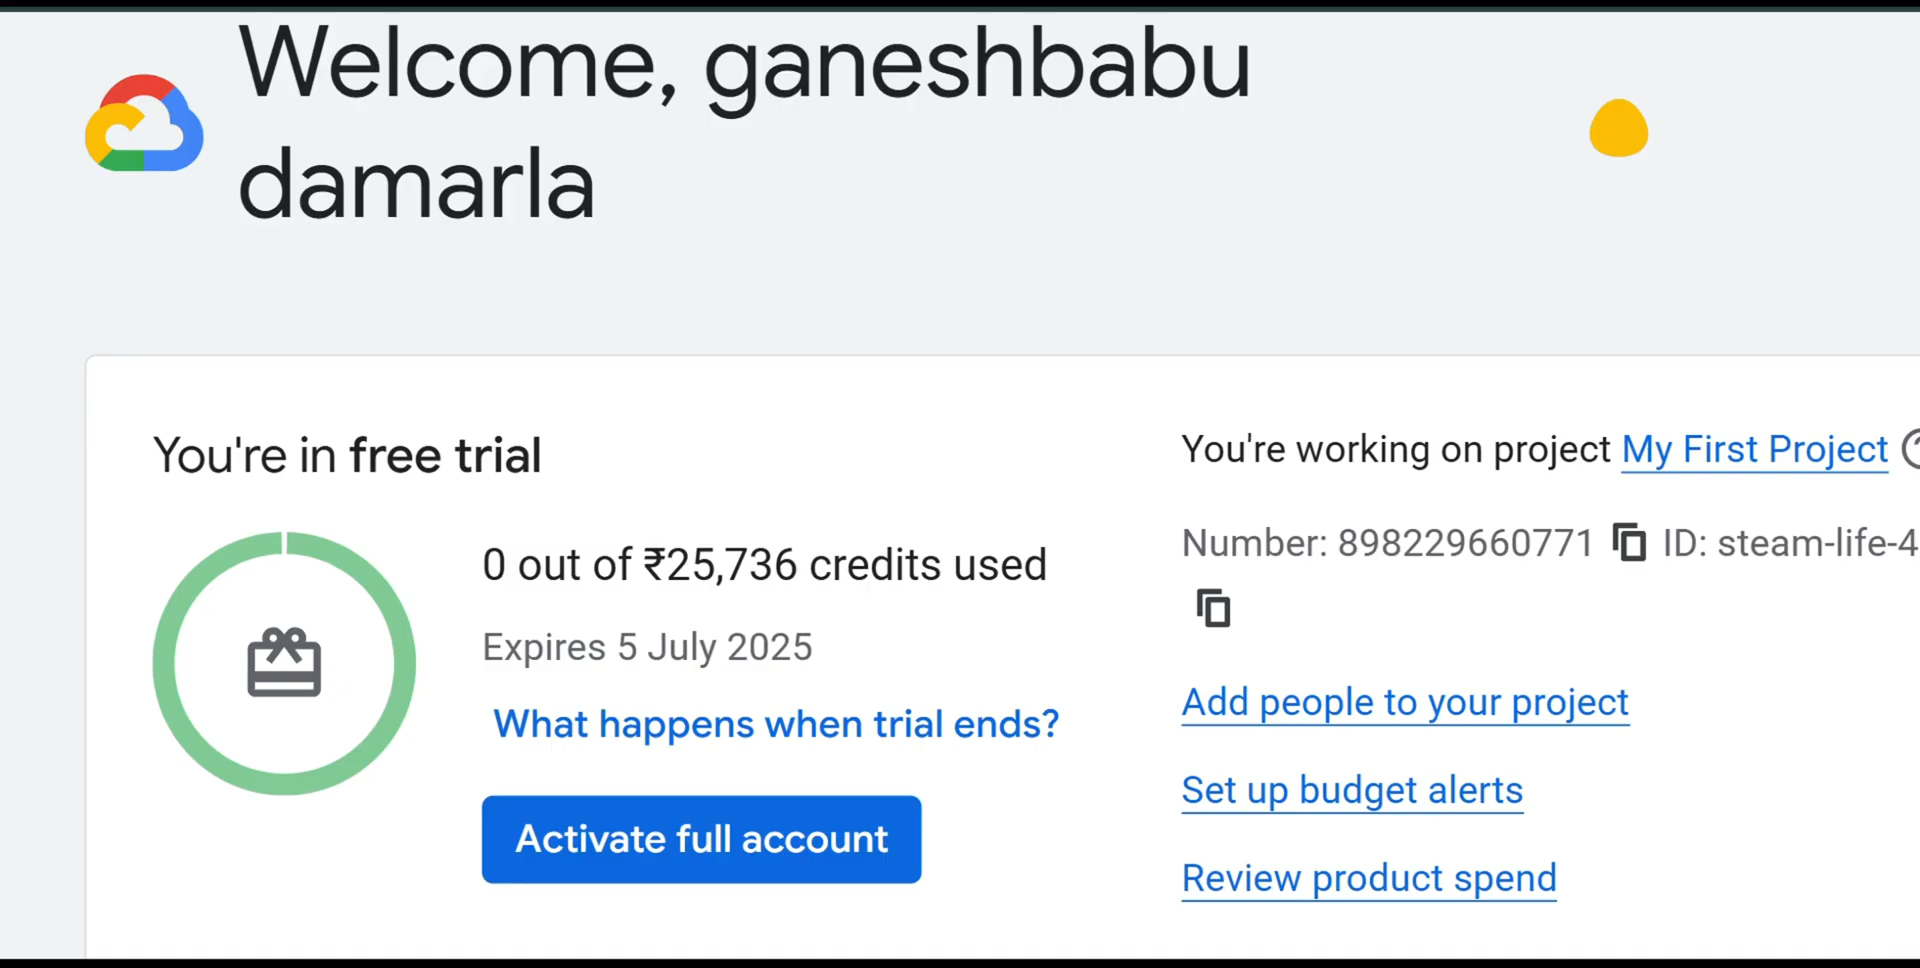 Welcome, ganeshbabu
damarla
You're in free trial
0 out of ₹25,736 credits used
Expires 5 July 2025
What happens when trial ends?
Activate full account
You're working on project My First Project
Number: 898229660771 ID: steam-life-4
Add people to your project
Set up budget alerts
Review product spend